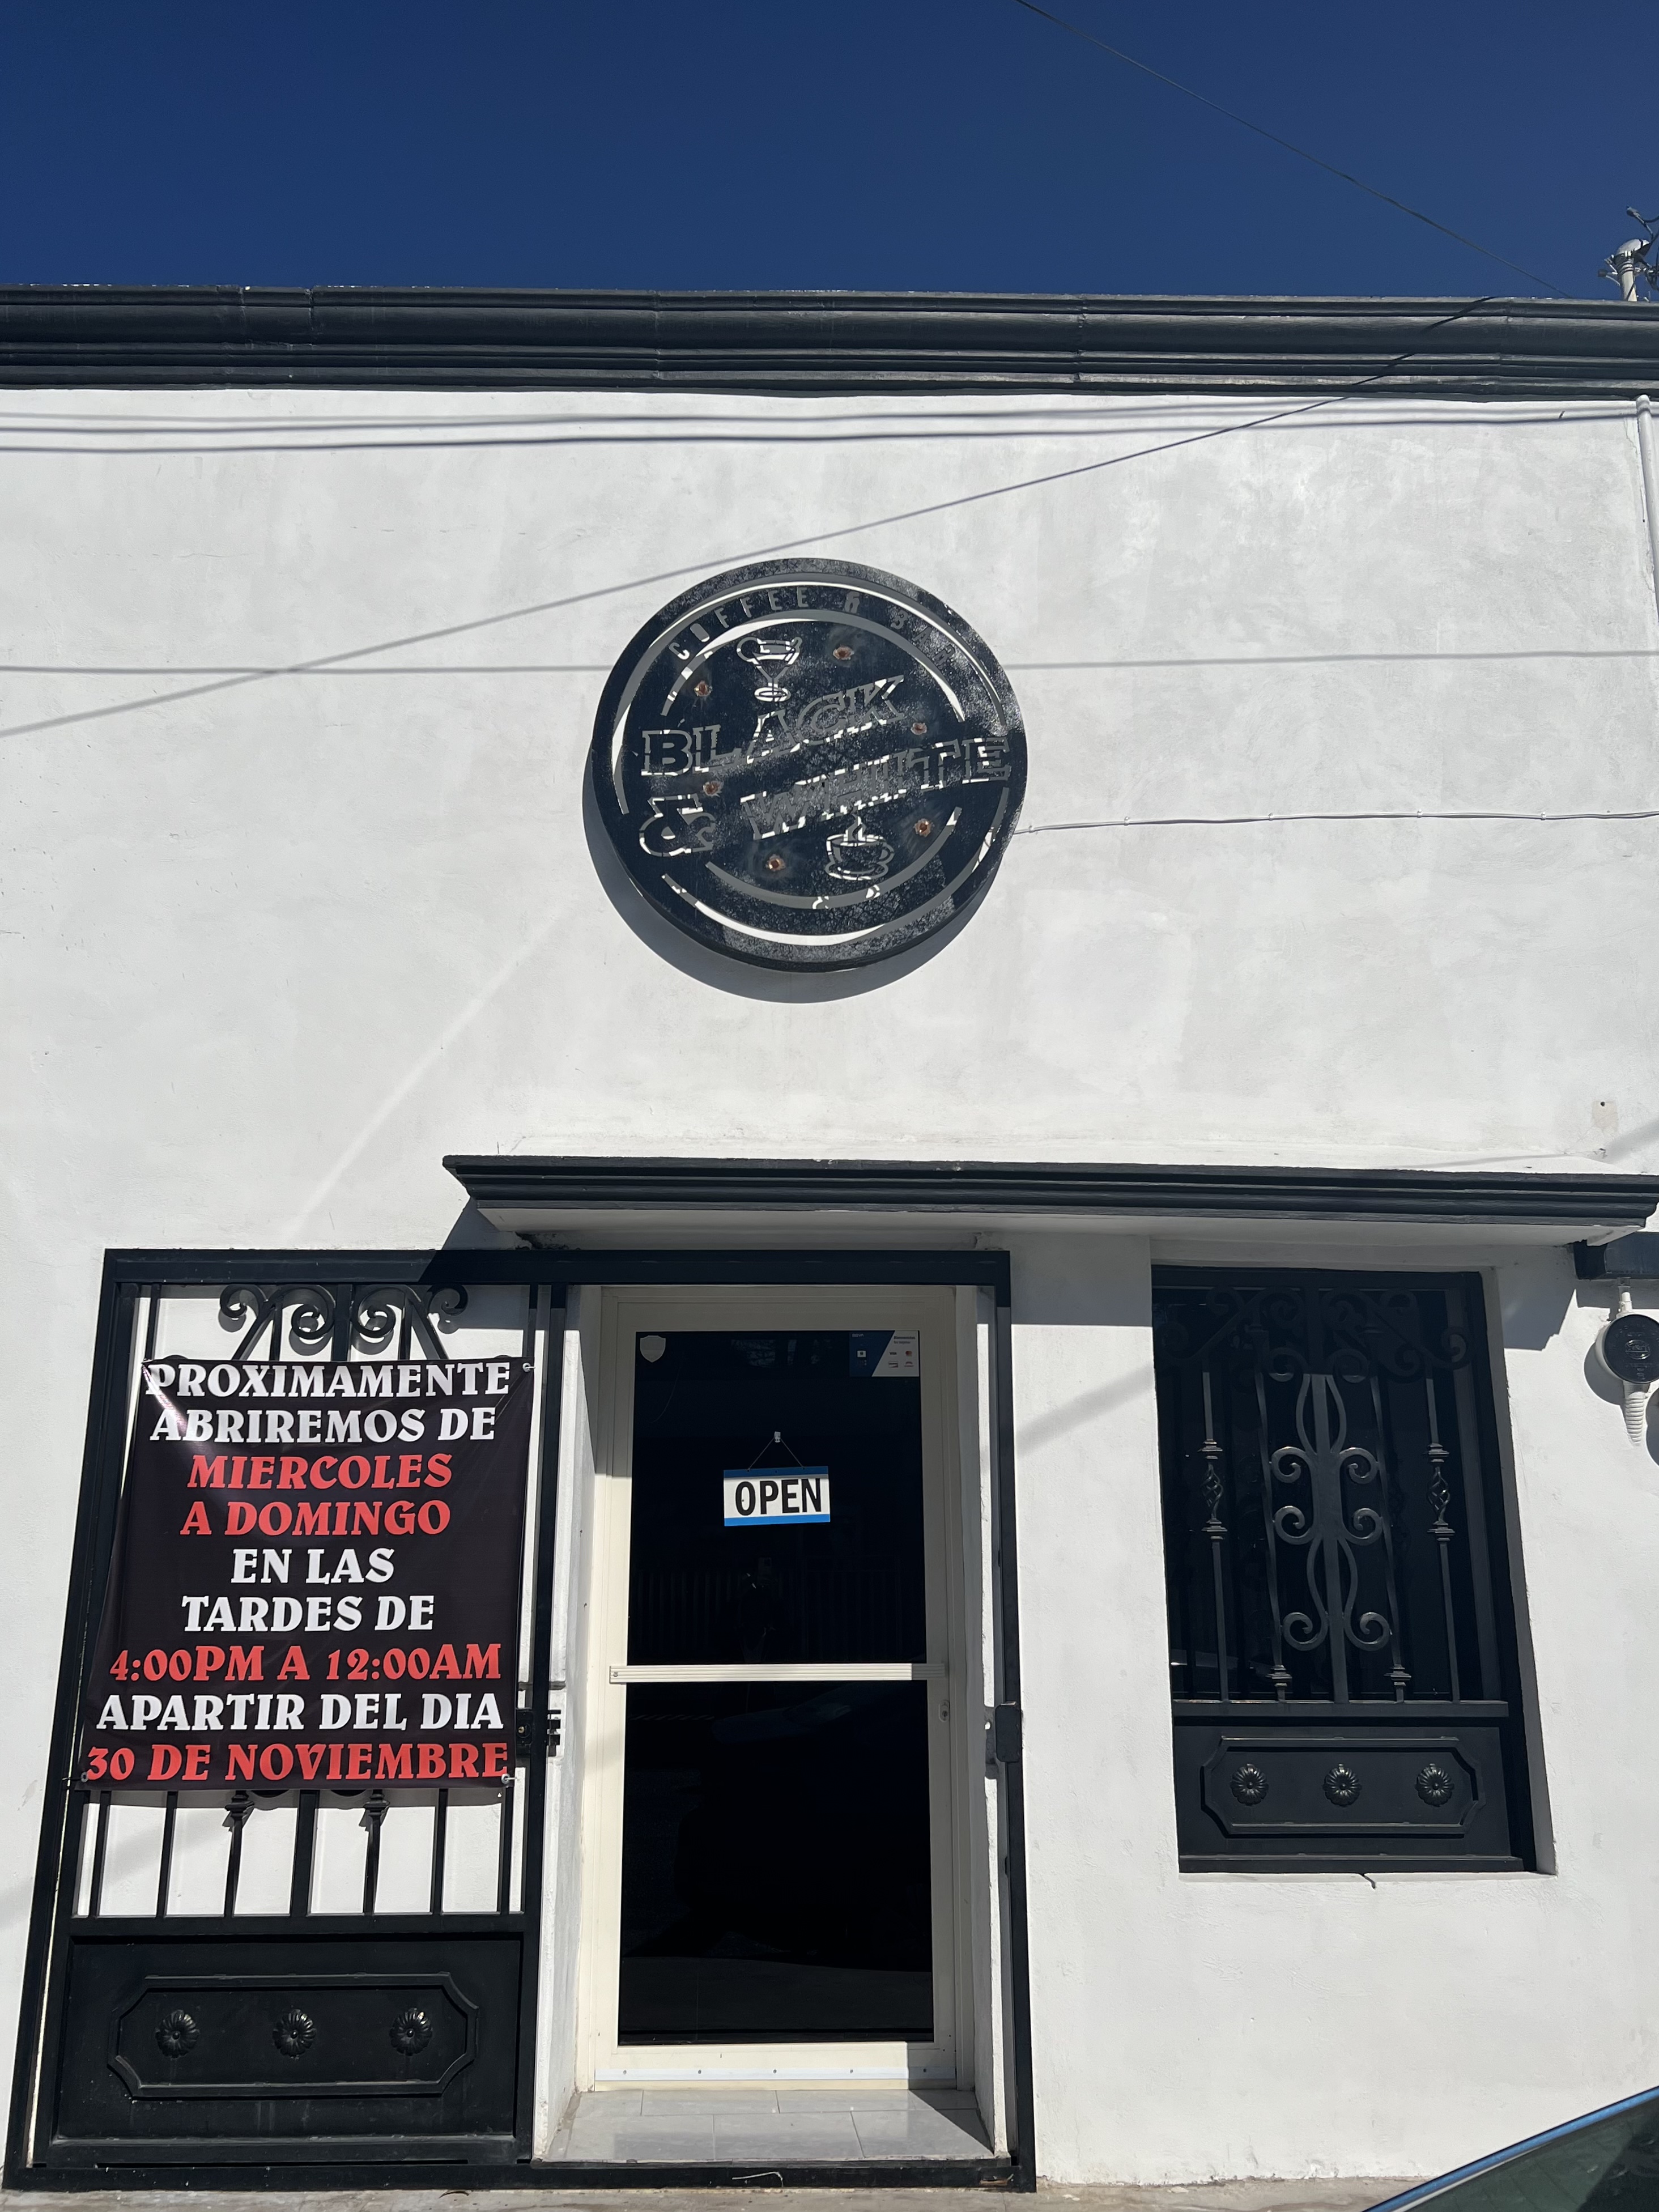 COFFEE &
BLACK
& WHITE
PROXIMAMENTE
ABRIREMOS DE
MIERCOLES
A DOMINGO
EN LAS
TARDES DE
4:00PM A 12:00AM
APARTIR DEL DIA
30 DE NOVIEMBRE
OPEN